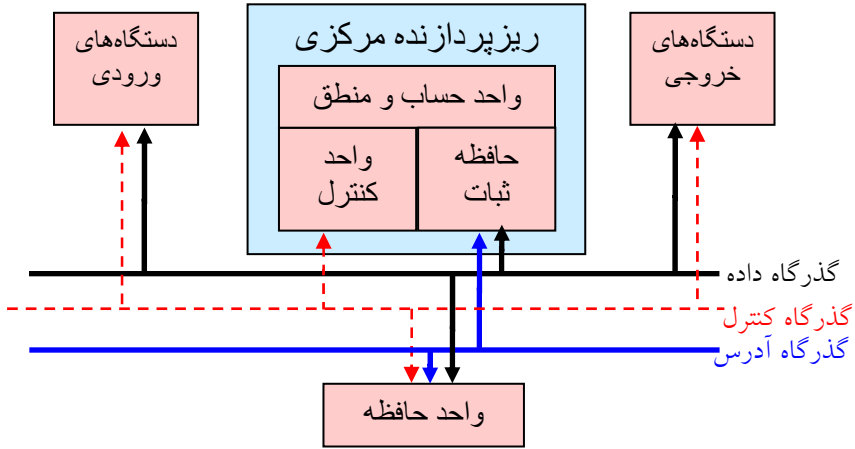 دستگاه‌های
خروجی
ریزپردازنده مرکزی
دستگاه‌های
ورودی
واحد حساب و منطق
حافظه
ثبات
واحد
کنترل
گذرگاه داده
گذرگاه کنترل
گذرگاه آدرس
واحد حافظه